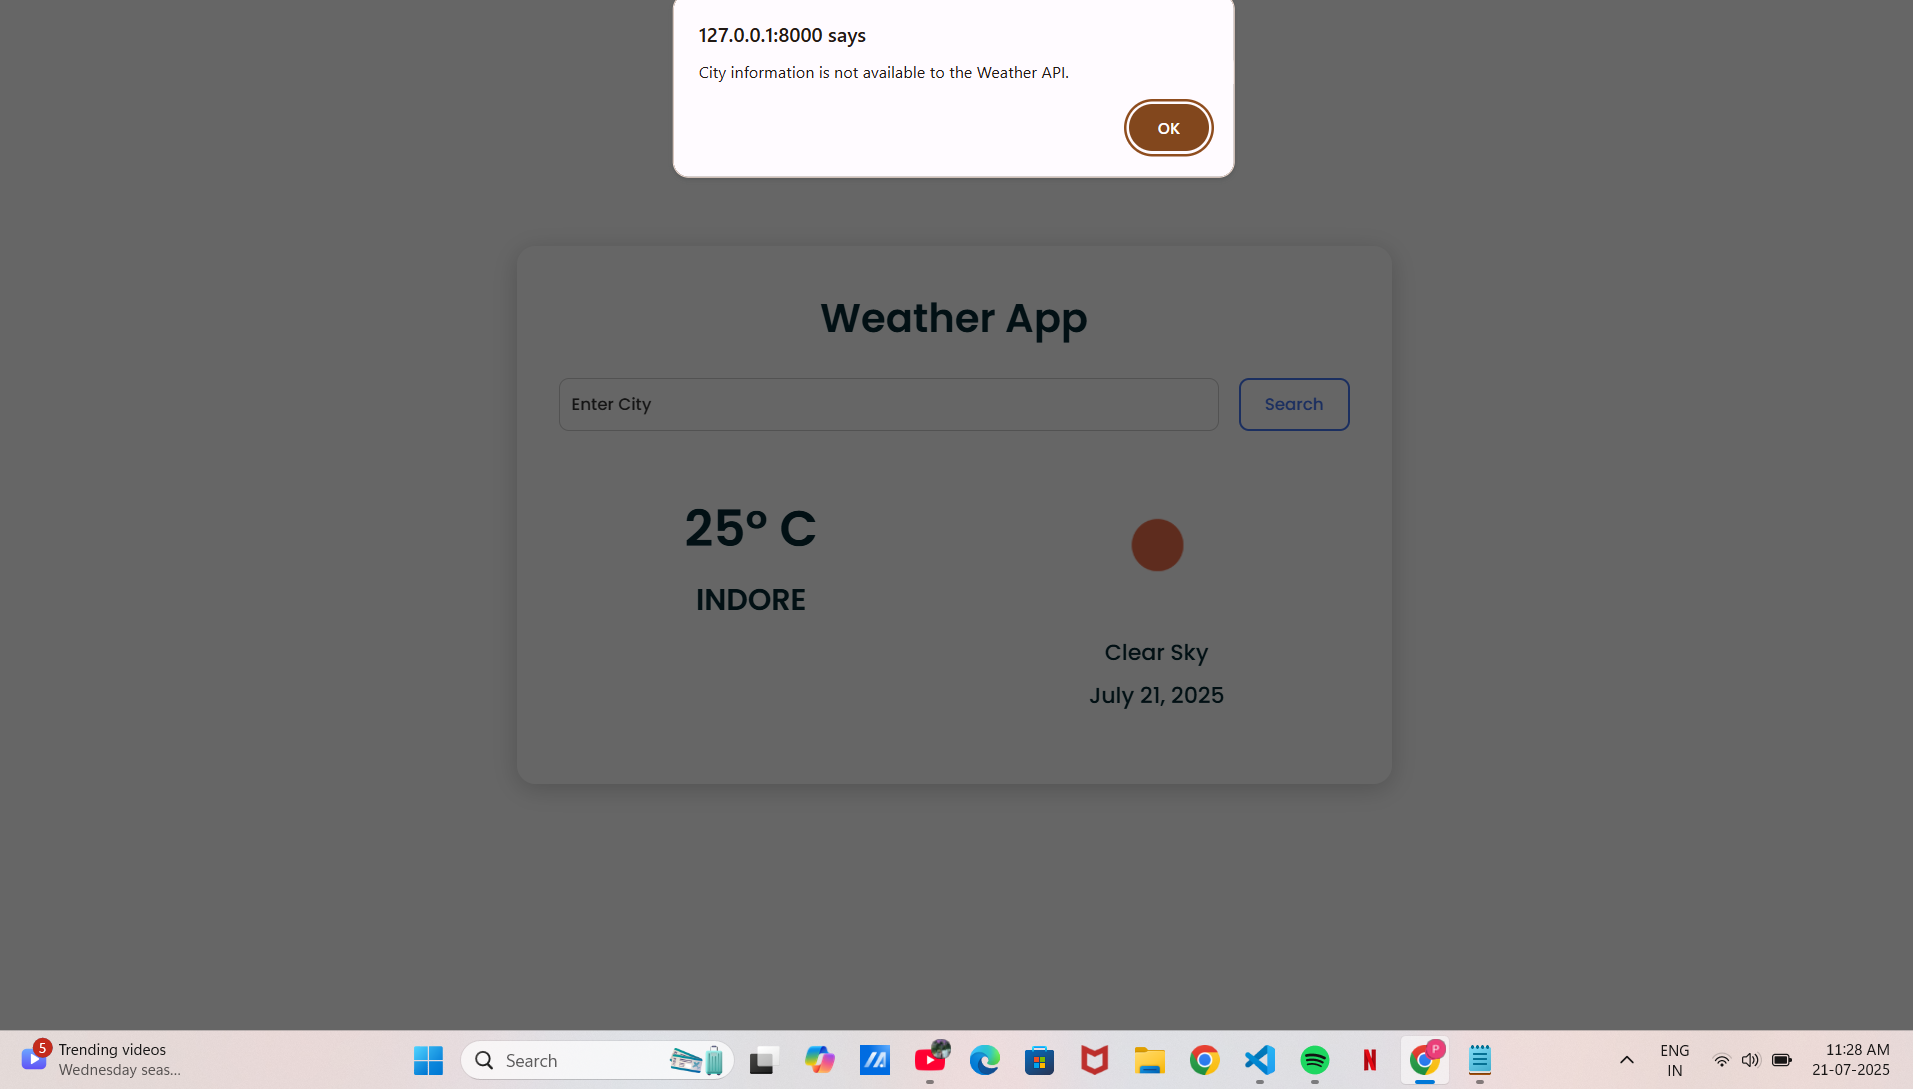 127.0.0.1:8000 says
City information is not available to the Weather API.
OK
Weather App
Enter City
Search
25° C
INDORE
Clear Sky
July 21, 2025
5
Trending videos
Wednesday seas...
Search
N
P
ENG
IN
11:28 AM
21-07-2025